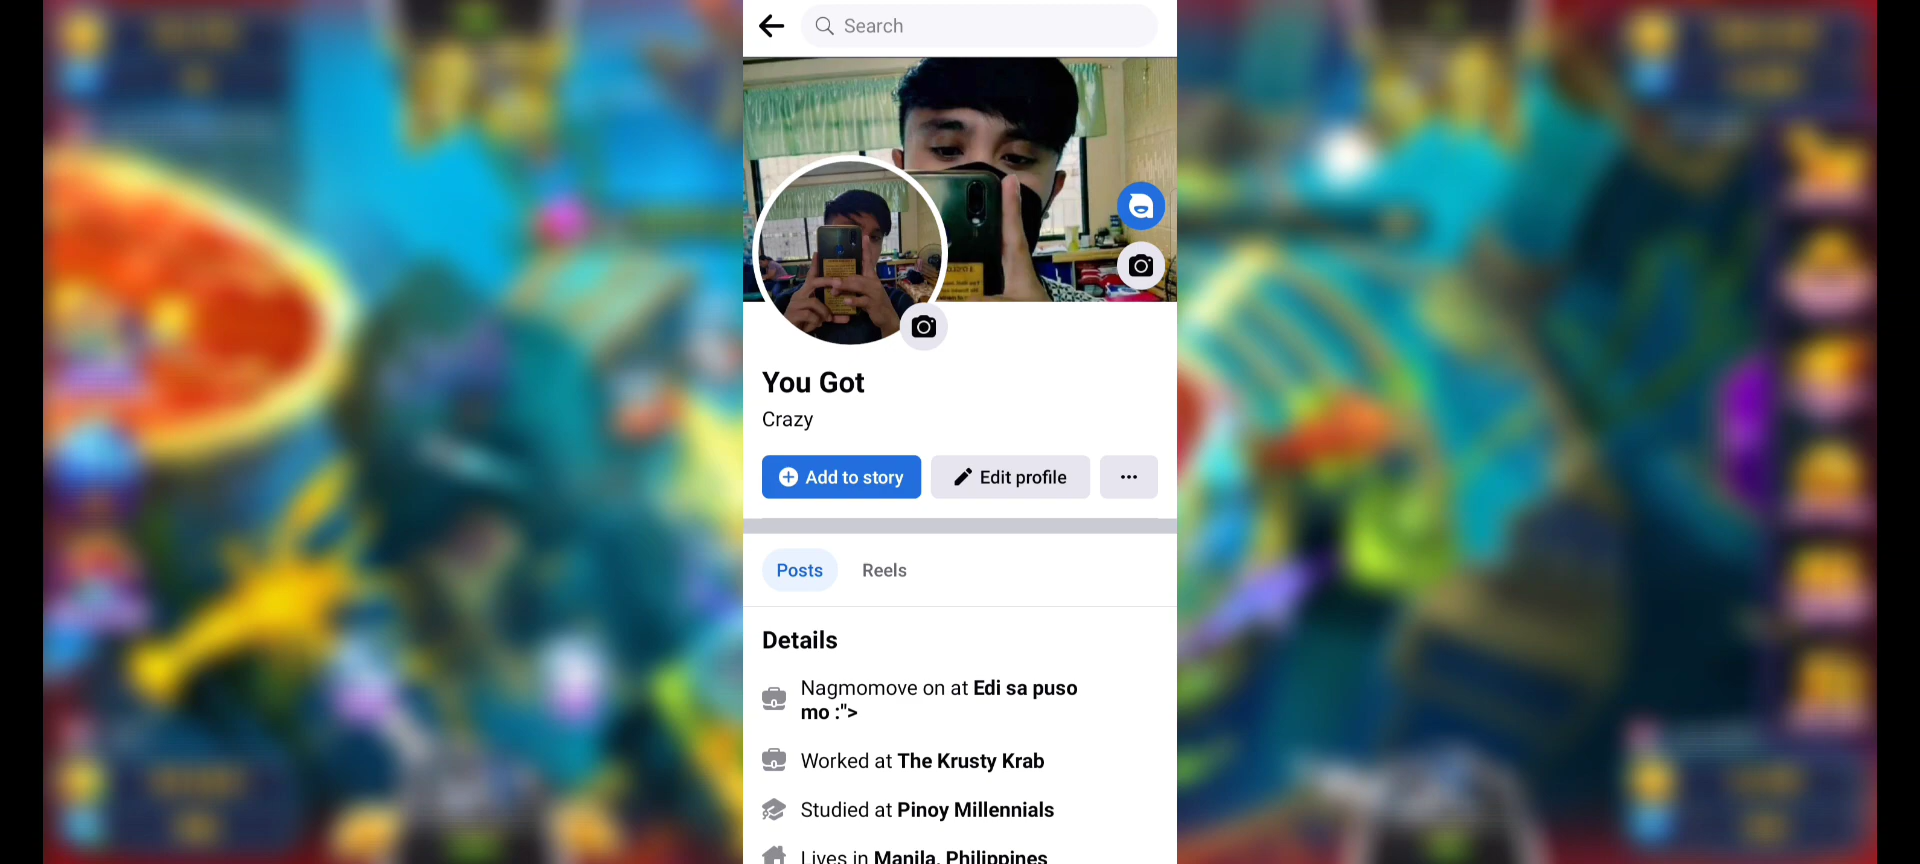 Search
You Got
Crazy
Add to story
Edit profile
Posts
Reels
Details
Nagmomove on at Edi sa puso
mo :">
Worked at The Krusty Krab
Studied at Pinoy Millennials
Lives in Manila, Philippines